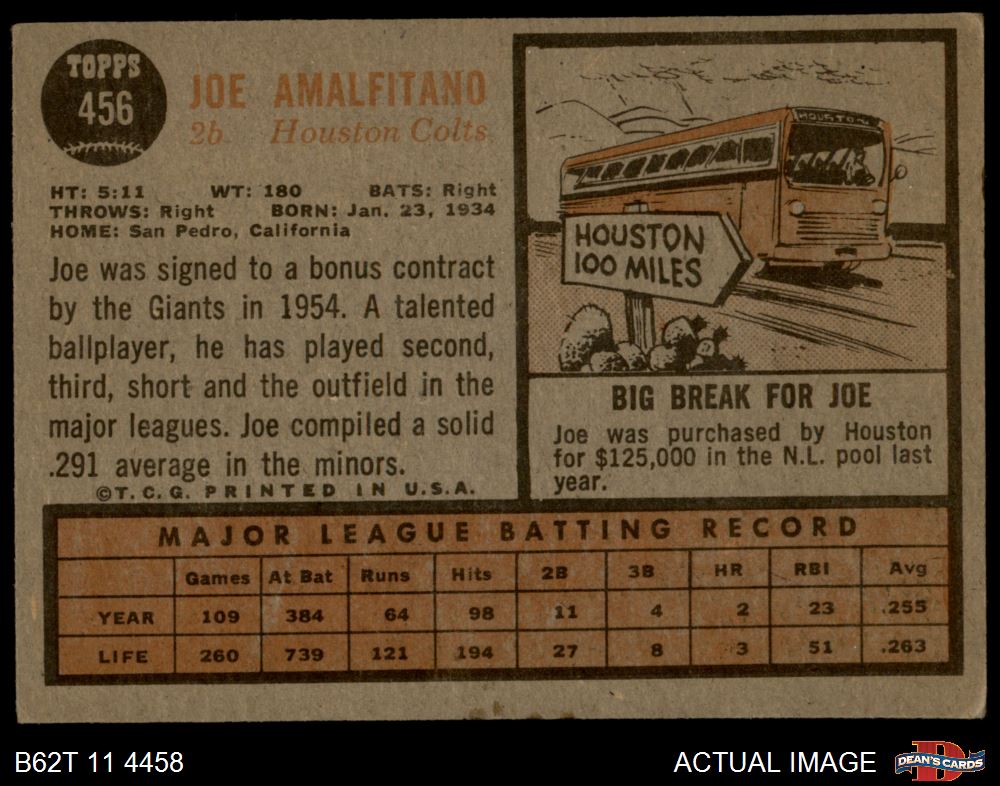 TOPPS
456
JOE AMALFITANO
2b Houston Colts
HT: 5:11 WT: 180 BATS: Right
THROWS: Right BORN: Jan. 23, 1934
HOME: San Pedro, California
Joe was signed to a bonus contract
by the Giants in 1954. A talented
ballplayer, he has played second,
third, short and the outfield in the
major leagues. Joe compiled a solid
.291 average in the minors.
©T.C.G. PRINTED IN U.S.A.
HOUSTON
HOUSTON
100 MILES
BIG BREAK FOR JOE
Joe was purchased by Houston
for $125,000 in the N.L. pool last
year.
MAJOR LEAGUE BATTING RECORD
Games At Bat Runs Hits 2B 3B HR RBI Avg
YEAR 109 384 64 98 11 4 2 23 .255
LIFE 260 739 121 194 27 8 3 51 .263
B62T 11 4458
ACTUAL IMAGE
DEAN'S CARDS